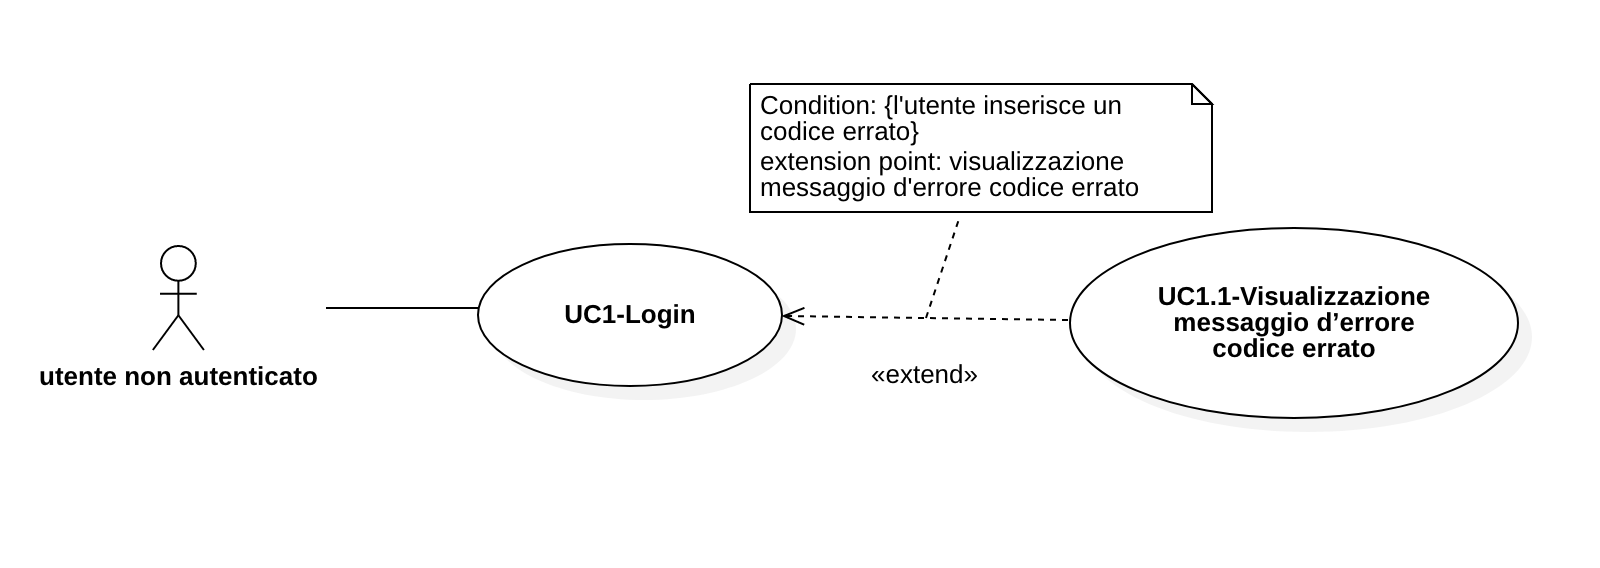 Condition: {l'utente inserisce un
codice errato}
extension point: visualizzazione
messaggio d'errore codice errato
utente non autenticato
UC1-Login
«extend»
UC1.1-Visualizzazione
messaggio d’errore
codice errato